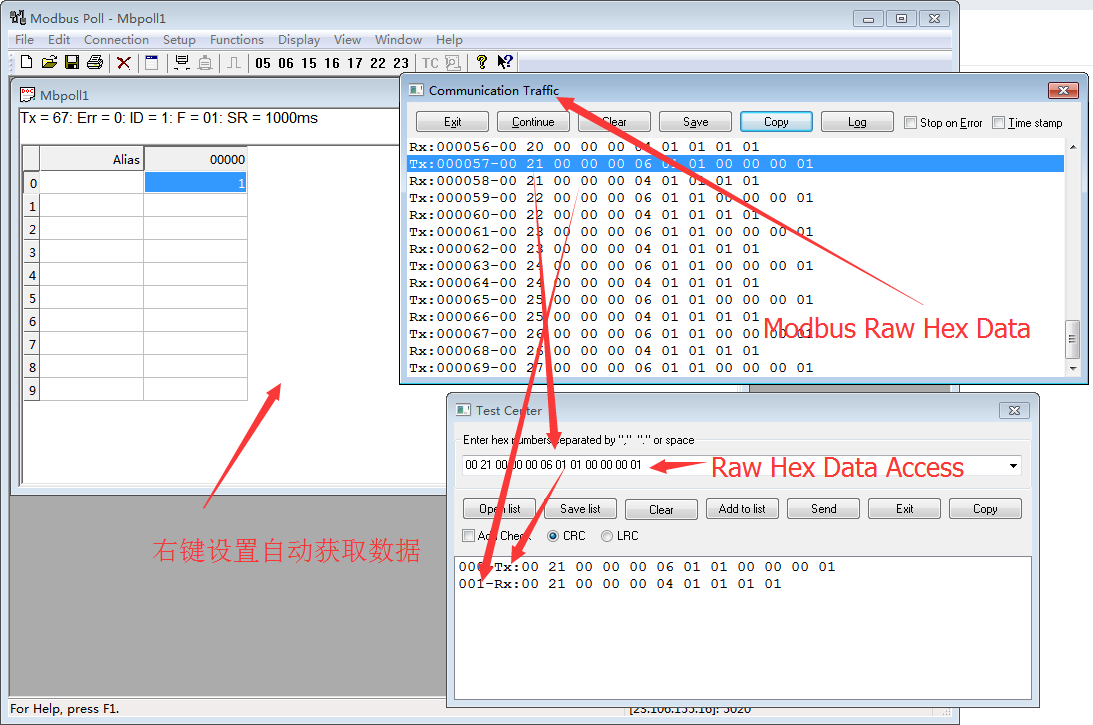 Modbus Poll - Mbpoll1
File Edit Connection Setup Functions Display View Window Help
05 06 15 16 17 22 23 TC
Mbpoll1
Tx = 67: Err = 0: ID = 1: F = 01: SR = 1000ms
Alias 00000
0 1
1
2
3
4
5
6
7
8
9
右键设置自动获取数据
Communication Traffic
Exit Continue Clear Save Copy Log Stop on Error Time stamp
Rx:000056-00 20 00 00 00 04 01 01 01 01
Tx:000057-00 21 00 00 00 06 01 01 00 00 00 01
Rx:000058-00 21 00 00 00 04 01 01 01 01
Tx:000059-00 22 00 00 00 06 01 01 00 00 00 01
Rx:000060-00 22 00 00 00 04 01 01 01 01
Tx:000061-00 23 00 00 00 06 01 01 00 00 00 01
Rx:000062-00 23 00 00 00 04 01 01 01 01
Tx:000063-00 24 00 00 00 06 01 01 00 00 00 01
Rx:000064-00 24 00 00 00 04 01 01 01 01
Tx:000065-00 25 00 00 00 06 01 01 00 00 00 01
Rx:000066-00 25 00 00 00 04 01 01 01 01
Tx:000067-00 26 00 00 00 06 01 01 00 00 00 01
Rx:000068-00 26 00 00 00 04 01 01 01 01
Tx:000069-00 27 00 00 00 06 01 01 00 00 00 01
Modbus Raw Hex Data
Test Center
Enter hex numbers separated by "," "." or space
00 21 00 00 00 06 01 01 00 00 00 01
Raw Hex Data Access
Open list Save list Clear Add to list Send Exit Copy
Add Check CRC LRC
000-Tx:00 21 00 00 00 06 01 01 00 00 00 01
001-Rx:00 21 00 00 00 04 01 01 01 01
For Help, press F1.